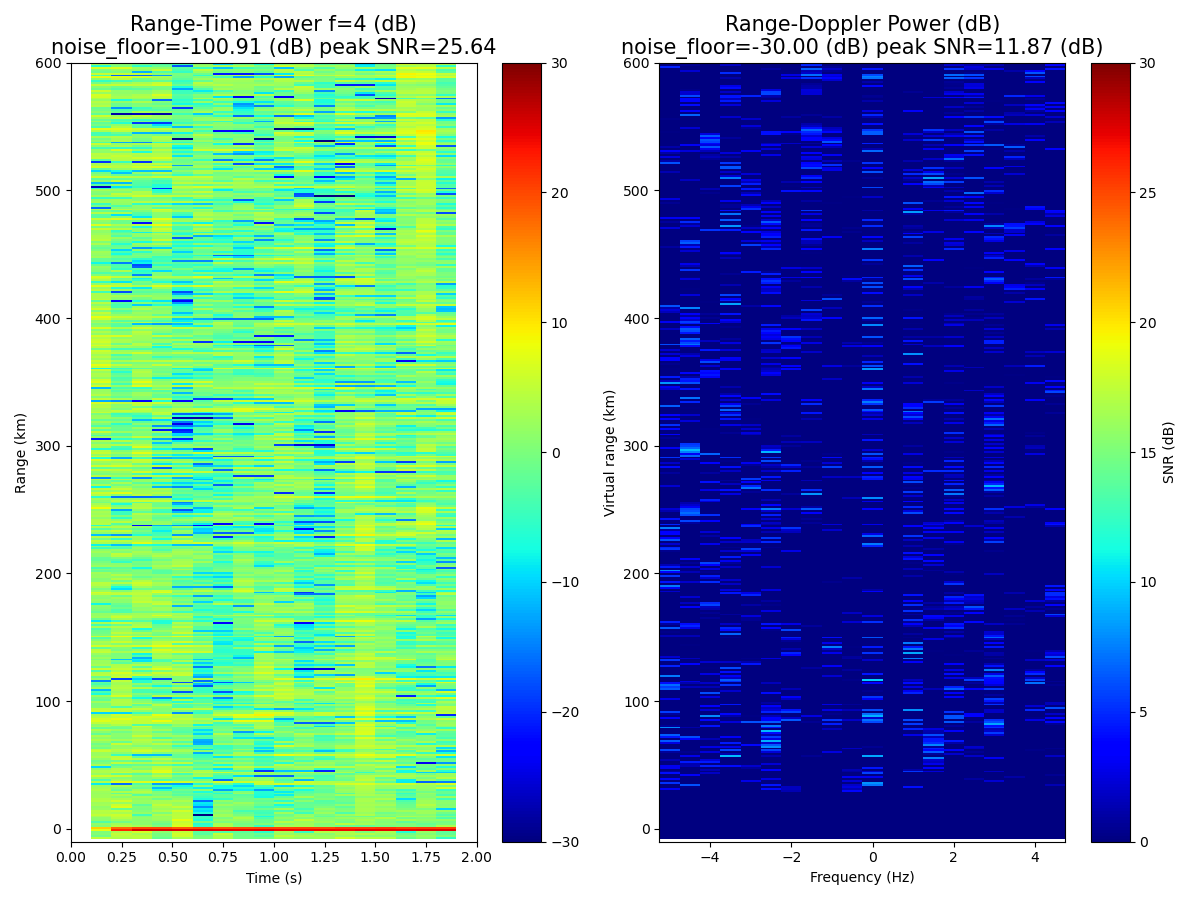 Range-Time Power f=4 (dB)
noise_floor=-100.91 (dB) peak SNR=25.64
600
500
400
300
200
100
0
Range (km)
0.00 0.25 0.50 0.75 1.00 1.25 1.50 1.75 2.00
Time (s)
30
20
10
0
−10
−20
−30
Range-Doppler Power (dB)
noise_floor=-30.00 (dB) peak SNR=11.87 (dB)
600
500
400
300
200
100
0
Virtual range (km)
−4 −2 0 2 4
Frequency (Hz)
30
25
20
15
10
5
0
SNR (dB)